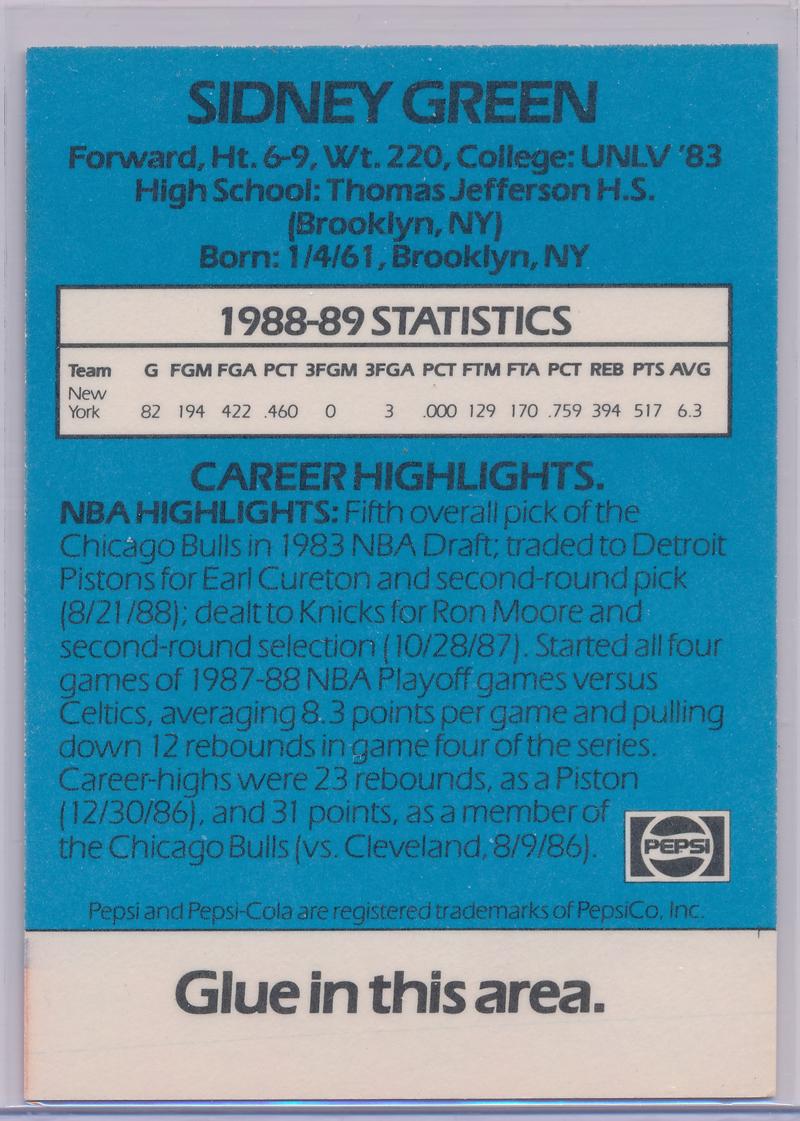 SIDNEY GREEN
Forward, Ht. 6-9, Wt. 220, College: UNLV '83
High School: Thomas Jefferson H.S.
(Brooklyn, NY)
Born: 1/4/61, Brooklyn, NY
1988-89 STATISTICS
Team G FGM FGA PCT 3FGM 3FGA PCT FTM FTA PCT REB PTS AVG
New
York 82 194 422 .460 0 3 .000 129 170 .759 394 517 6.3
CAREER HIGHLIGHTS.
NBA HIGHLIGHTS: Fifth overall pick of the
Chicago Bulls in 1983 NBA Draft; traded to Detroit
Pistons for Earl Cureton and second-round pick
(8/21/88); dealt to Knicks for Ron Moore and
second-round selection (10/28/87). Started all four
games of 1987-88 NBA Playoff games versus
Celtics, averaging 8.3 points per game and pulling
down 12 rebounds in game four of the series.
Career-highs were 23 rebounds, as a Piston
(12/30/86), and 31 points, as a member of
the Chicago Bulls (vs. Cleveland, 8/9/86).
PEPSI
Pepsi and Pepsi-Cola are registered trademarks of PepsiCo, Inc.
Glue in this area.